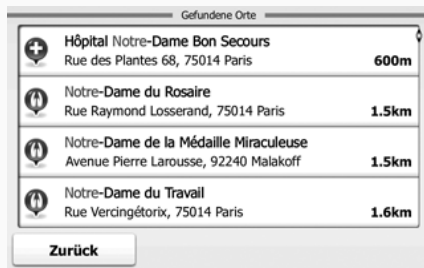 Gefundene Orte
Hôpital Notre-Dame Bon Secours
Rue des Plantes 68, 75014 Paris 600m
Notre-Dame du Rosaire
Rue Raymond Losserand, 75014 Paris 1.5km
Notre-Dame de la Médaille Miraculeuse
Avenue Pierre Larousse, 92240 Malakoff 1.5km
Notre-Dame du Travail
Rue Vercingétorix, 75014 Paris 1.6km
Zurück